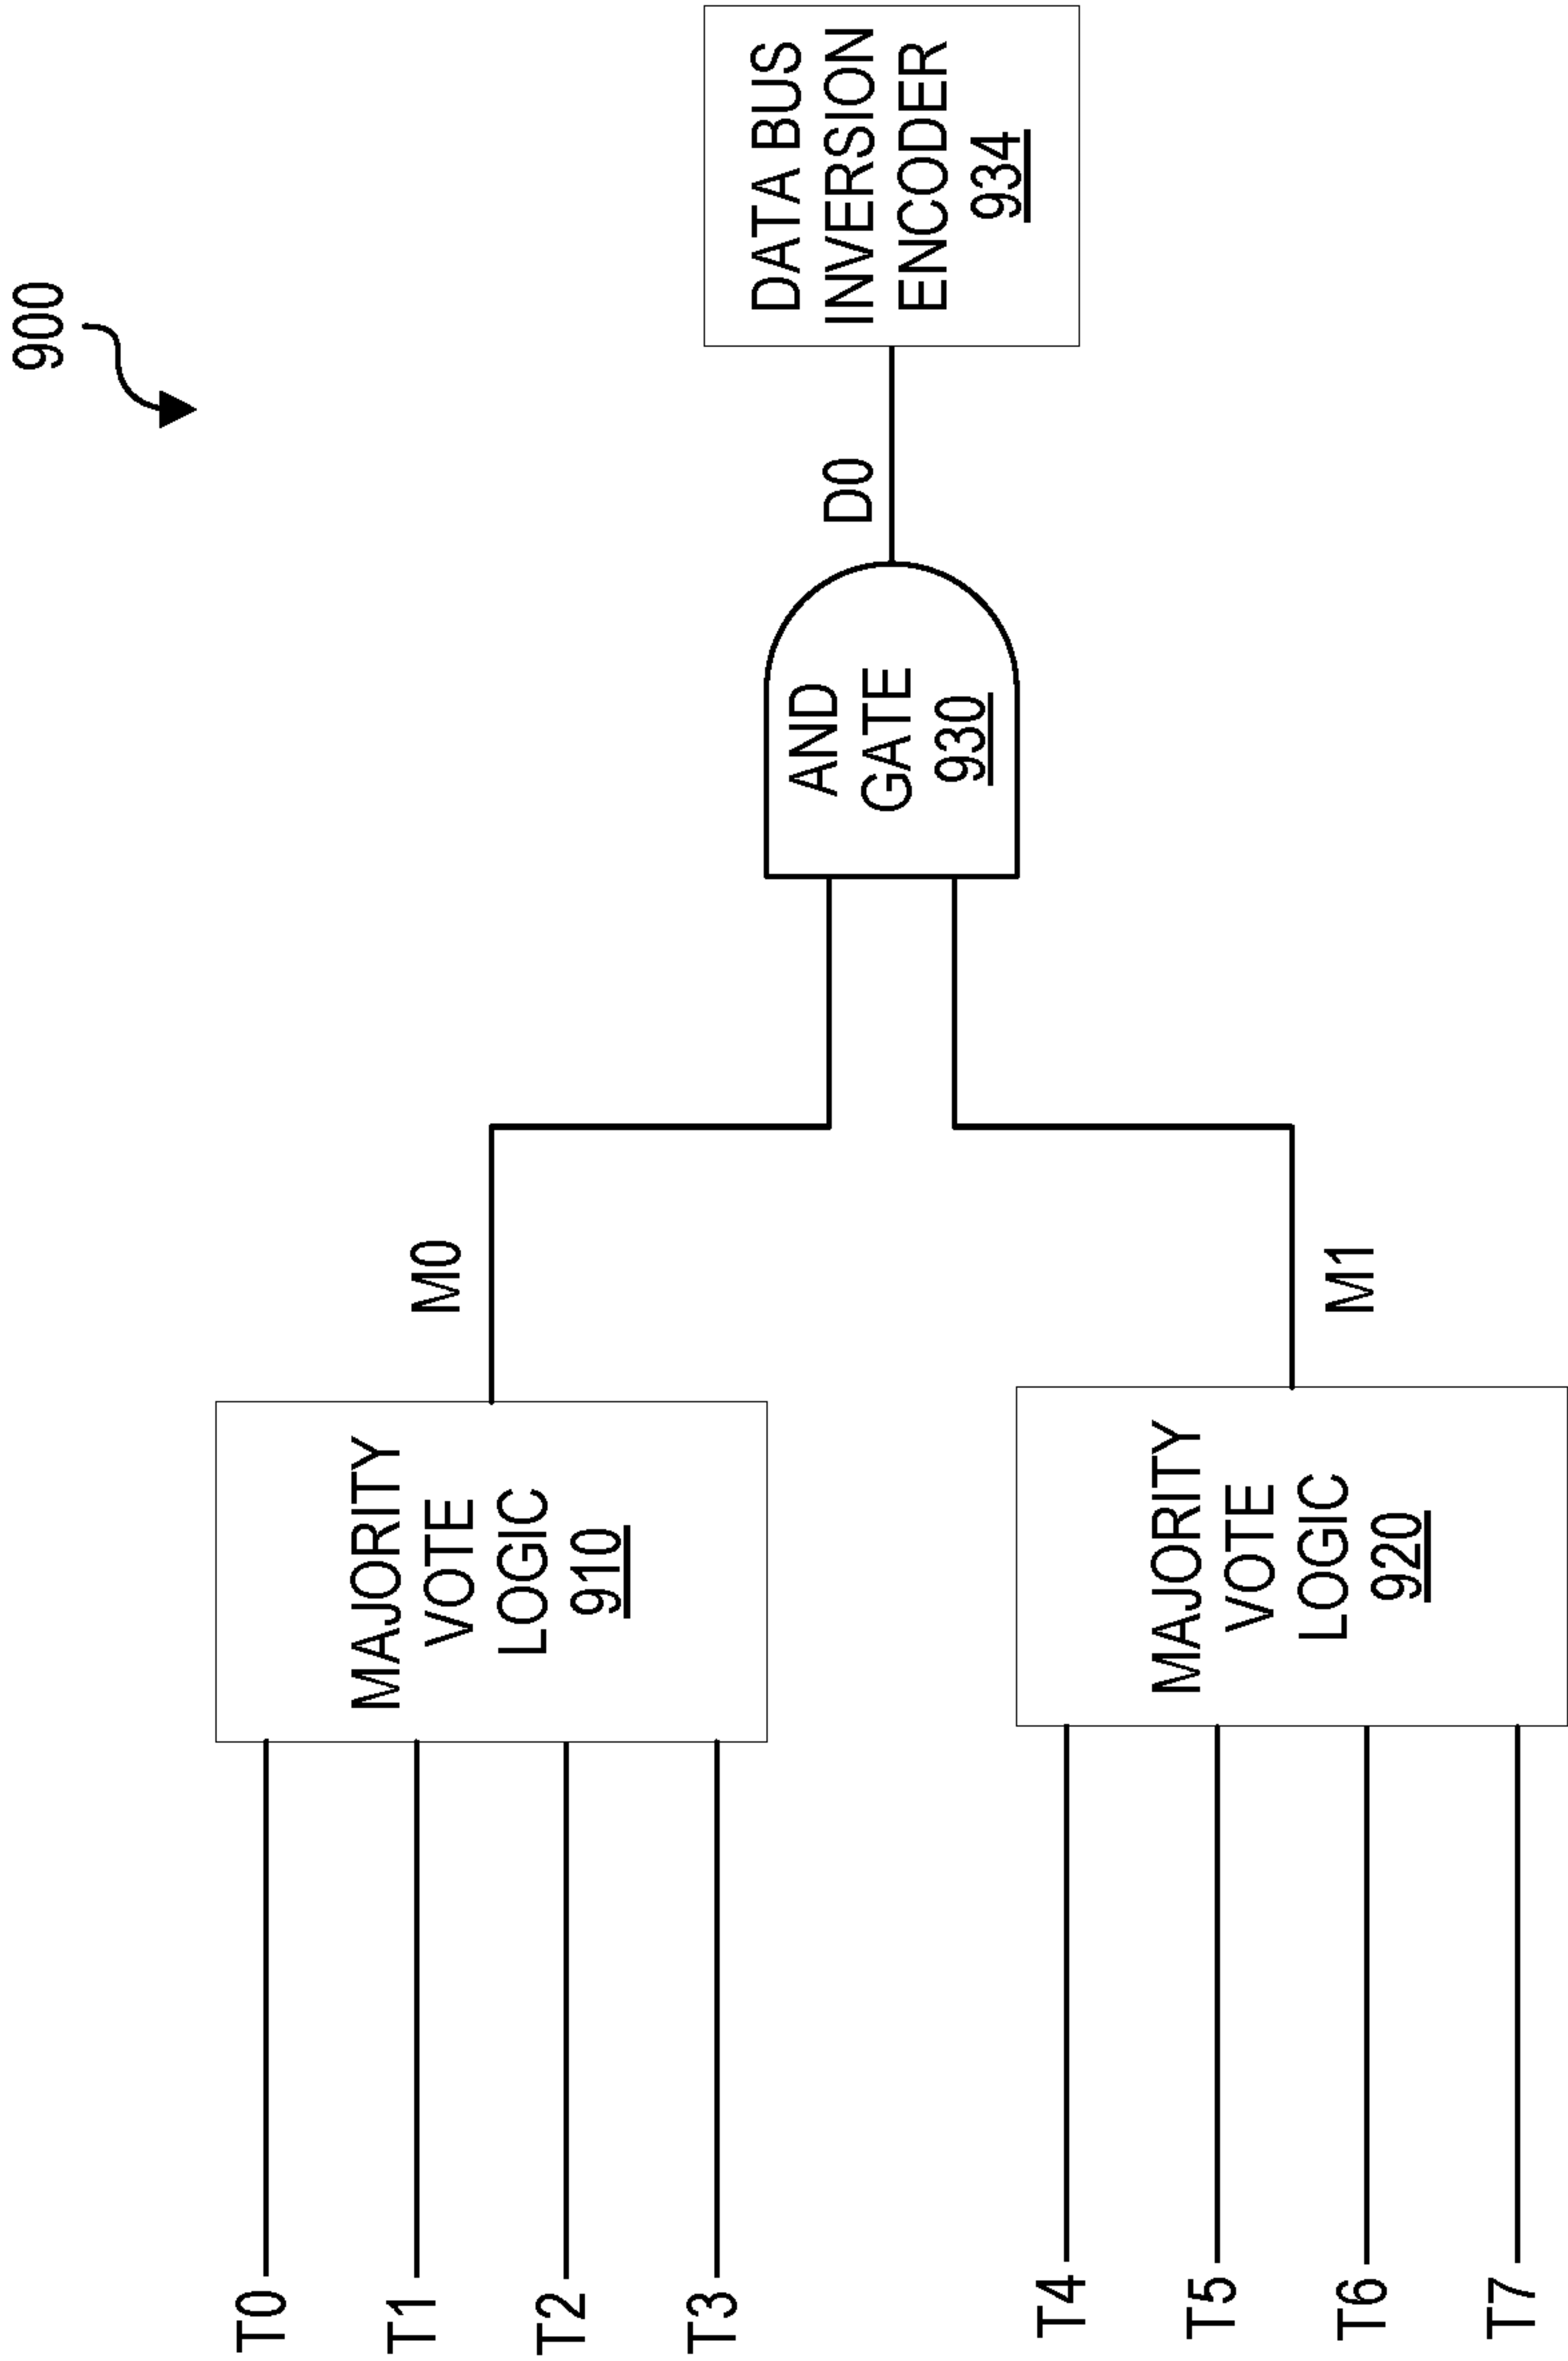 900
T0
T1
T2
T3
MAJORITY
VOTE
LOGIC
910
M0
T4
T5
T6
T7
MAJORITY
VOTE
LOGIC
920
M1
AND
GATE
930
D0
DATA BUS
INVERSION
ENCODER
934